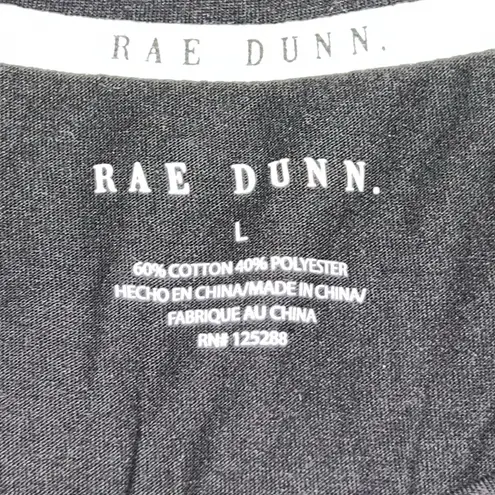 RAE DUNN.
RAE DUNN.
L
60% COTTON 40% POLYESTER
HECHO EN CHINA/MADE IN CHINA/
FABRIQUE AU CHINA
RN# 125288